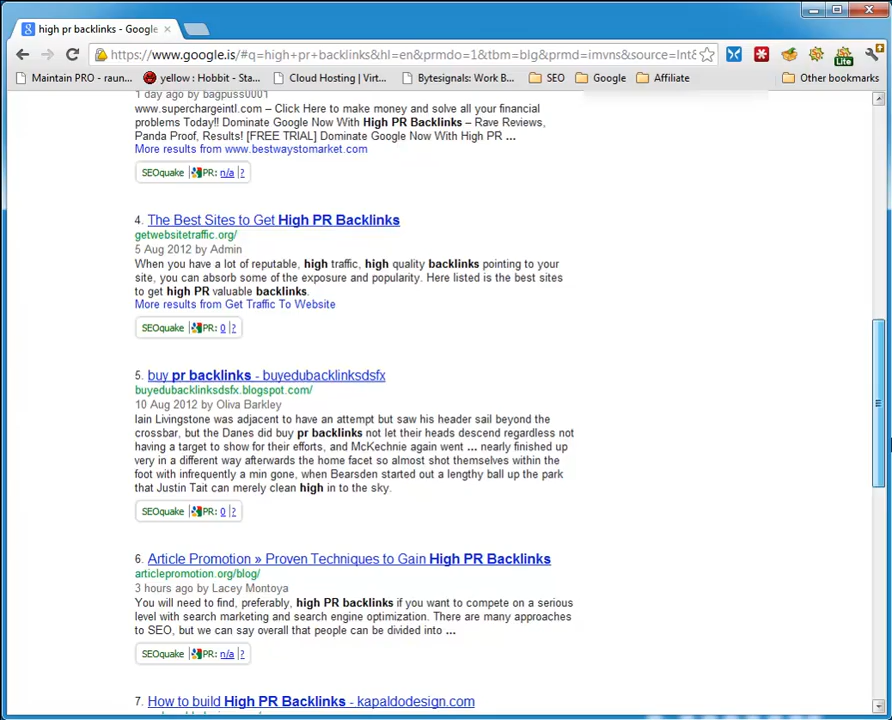 high pr backlinks - Google
https://www.google.is/#q=high+pr+backlinks&hl=en&prmdo=1&tbm=blg&prmd=imvns&source=lnt&
Maintain PRO - raun... yellow : Hobbit - Sta... Cloud Hosting | Virt... Bytesignals: Work B... SEO Google Affiliate Other bookmarks
Lite
1 day ago by bagpuss0001
www.superchargeintl.com – Click Here to make money and solve all your financial
problems Today!! Dominate Google Now With High PR Backlinks – Rave Reviews,
Panda Proof, Results! [FREE TRIAL] Dominate Google Now With High PR ...
More results from www.bestwaystomarket.com
SEOquake PR: n/a | ?
4. The Best Sites to Get High PR Backlinks
getwebsitetraffic.org/
5 Aug 2012 by Admin
When you have a lot of reputable, high traffic, high quality backlinks pointing to your
site, you can absorb some of the exposure and popularity. Here listed is the best sites
to get high PR valuable backlinks.
More results from Get Traffic To Website
SEOquake PR: 0 | ?
5. buy pr backlinks - buyedubacklinksdsfx
buyedubacklinksdsfx.blogspot.com/
10 Aug 2012 by Oliva Barkley
Iain Livingstone was adjacent to have an attempt but saw his header sail beyond the
crossbar, but the Danes did buy pr backlinks not let their heads descend regardless not
having a target to show for their efforts, and McKechnie again went ... nearly finished up
very in a different way afterwards the home facet so almost shot themselves within the
foot with infrequently a min gone, when Bearsden started out a lengthy ball up the park
that Justin Tait can merely clean high in to the sky.
SEOquake PR: 0 | ?
6. Article Promotion » Proven Techniques to Gain High PR Backlinks
articlepromotion.org/blog/
3 hours ago by Lacey Montoya
You will need to find, preferably, high PR backlinks if you want to compete on a serious
level with search marketing and search engine optimization. There are many approaches
to SEO, but we can say overall that people can be divided into ...
SEOquake PR: n/a | ?
7. How to build High PR Backlinks - kapaldodesign.com